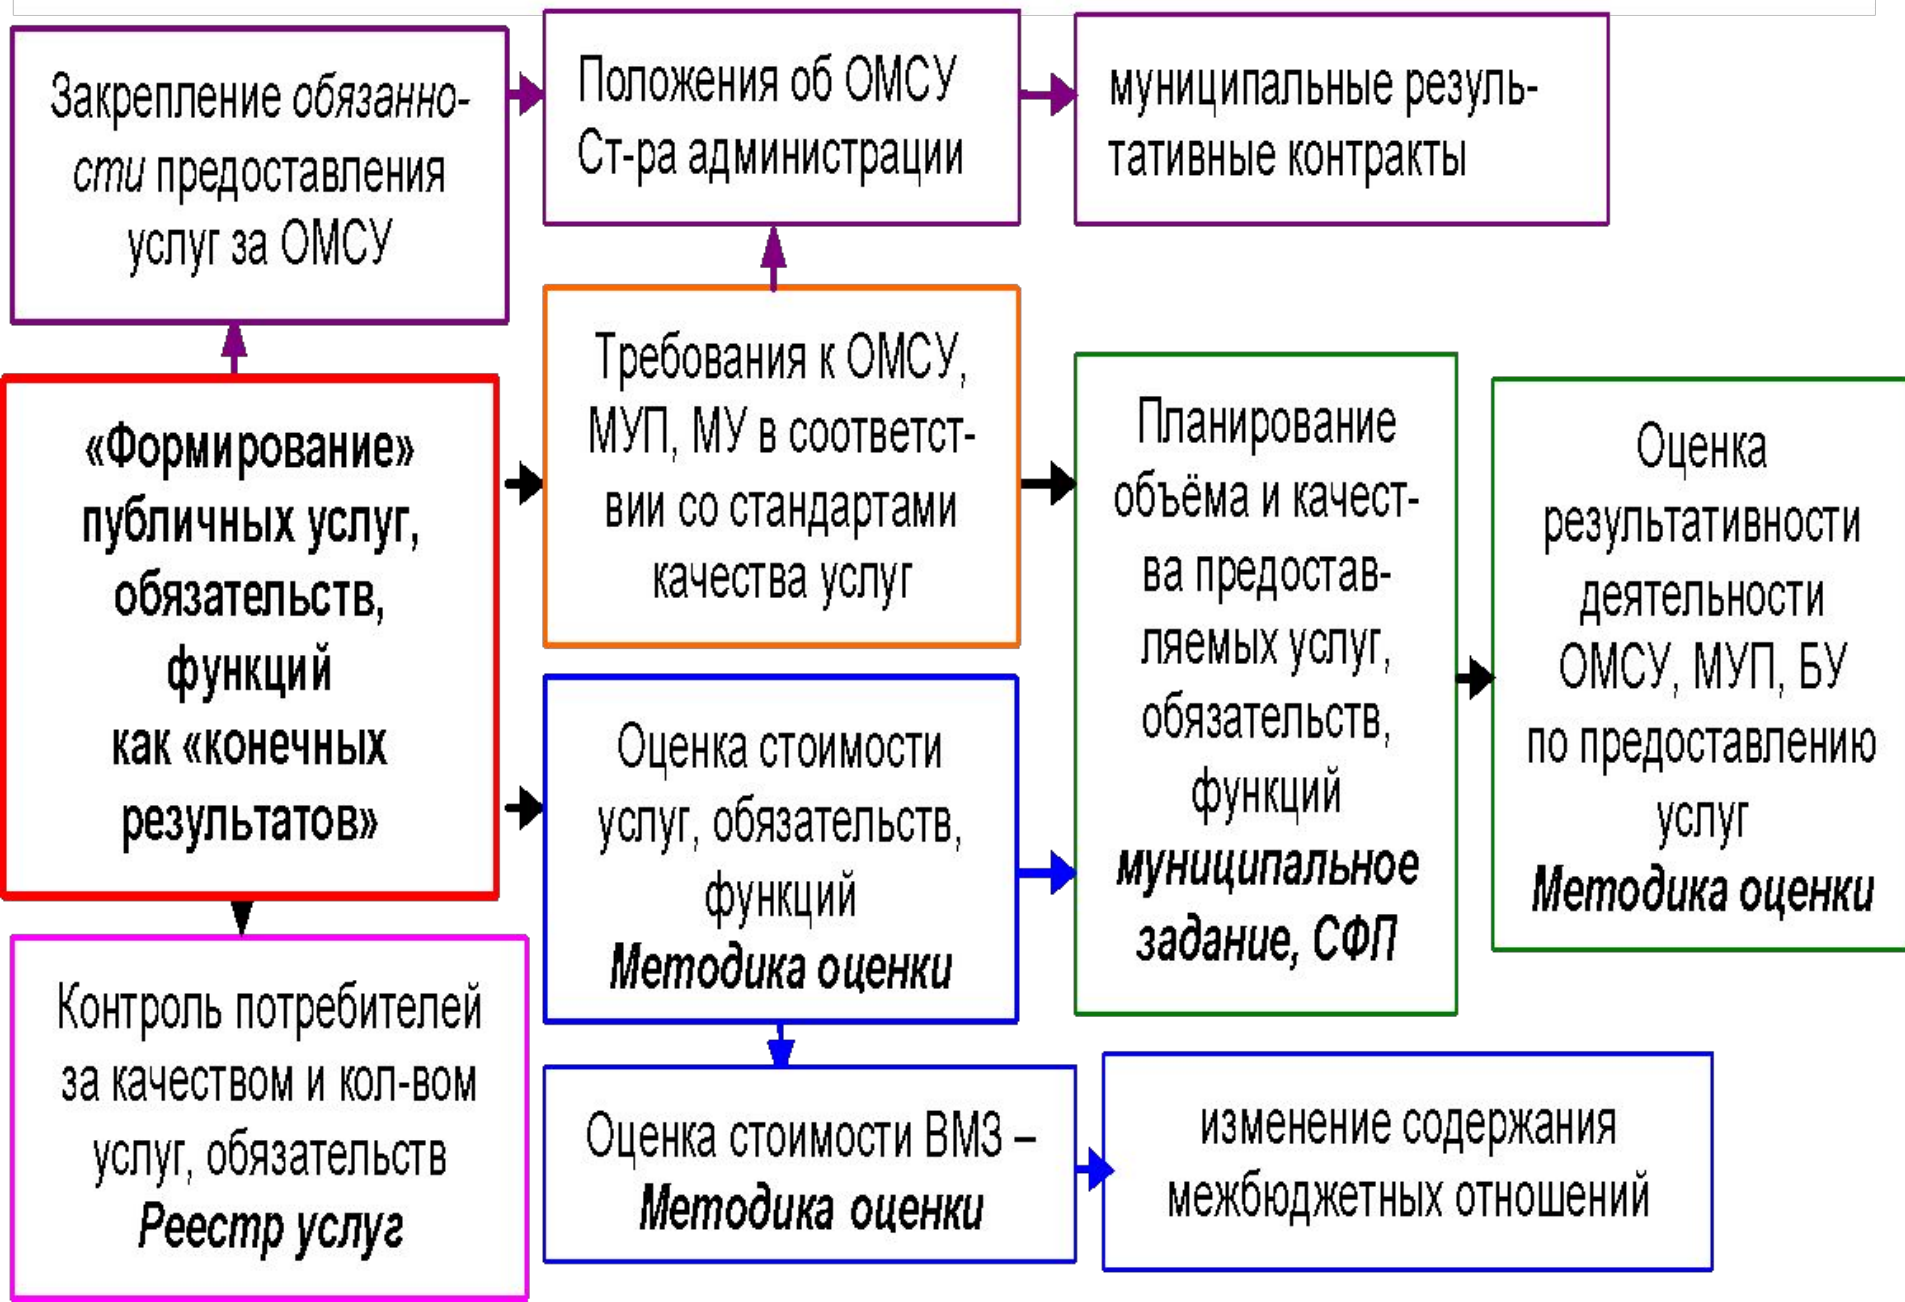 Закрепление обязанно-
сти предоставления
услуг за ОМСУ
Положения об ОМСУ
Ст-ра администрации
муниципальные резуль-
тативные контракты
«Формирование»
публичных услуг,
обязательств,
функций
как «конечных
результатов»
Требования к ОМСУ,
МУП, МУ в соответст-
вии со стандартами
качества услуг
Планирование
объёма и качест-
ва предостав-
ляемых услуг,
обязательств,
функций
муниципальное
задание, СФП
Оценка
результативности
деятельности
ОМСУ, МУП, БУ
по предоставлению
услуг
Методика оценки
Оценка стоимости
услуг, обязательств,
функций
Методика оценки
Контроль потребителей
за качеством и кол-вом
услуг, обязательств
Реестр услуг
Оценка стоимости ВМЗ –
Методика оценки
изменение содержания
межбюджетных отношений